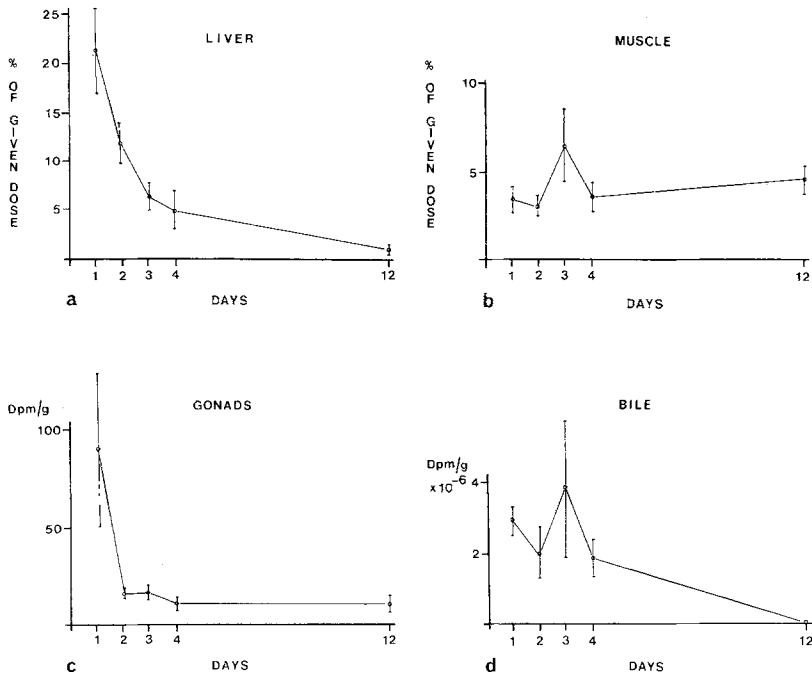 LIVER
% OF GIVEN DOSE
25
20
15
10
5
1 2 3 4 12
a DAYS
MUSCLE
% OF GIVEN DOSE
10
5
1 2 3 4 12
b DAYS
GONADS
Dpm/g
100
50
1 2 3 4 12
c DAYS
BILE
Dpm/g
×10⁻⁶
4
2
1 2 3 4 12
d DAYS